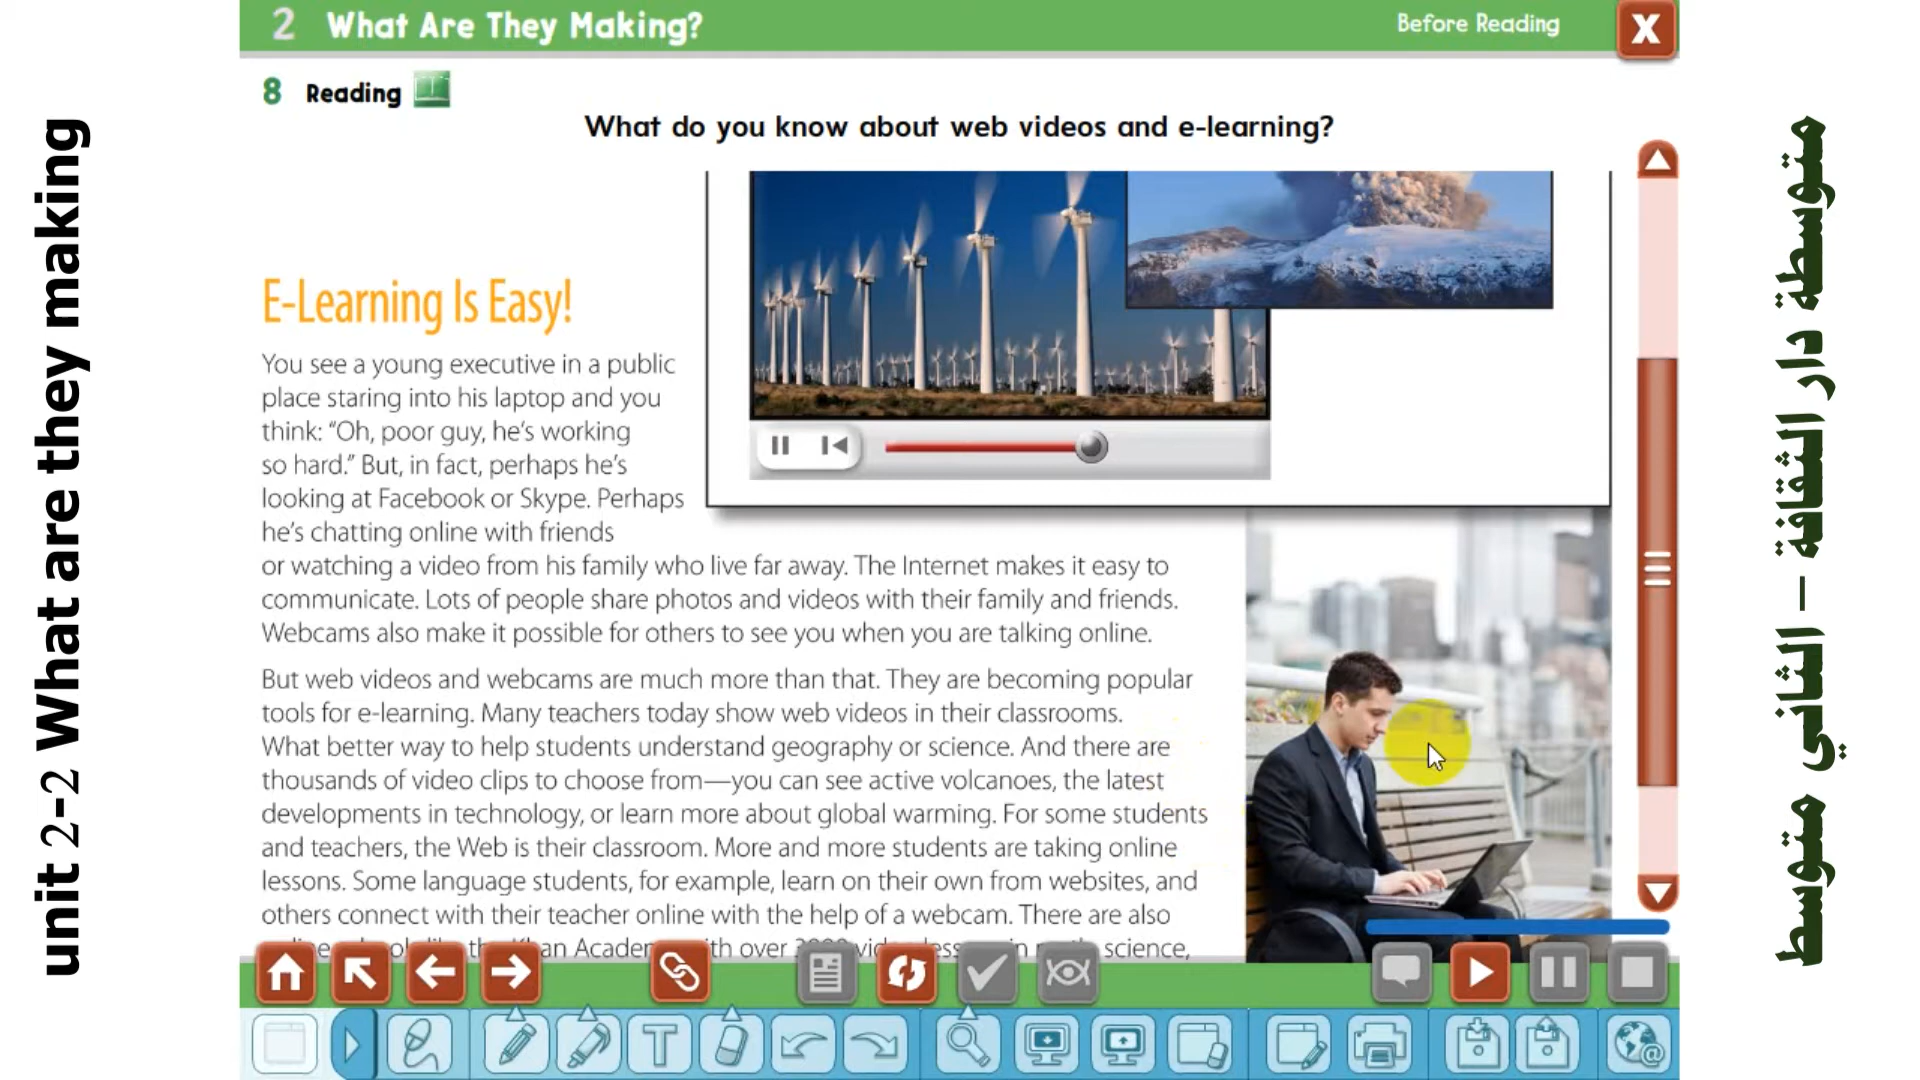 unit 2-2 What are they making
2 What Are They Making?
Before Reading
X
8 Reading
What do you know about web videos and e-learning?
E-Learning Is Easy!
You see a young executive in a public
place staring into his laptop and you
think: “Oh, poor guy, he’s working
so hard.” But, in fact, perhaps he’s
looking at Facebook or Skype. Perhaps
he’s chatting online with friends
or watching a video from his family who live far away. The Internet makes it easy to
communicate. Lots of people share photos and videos with their family and friends.
Webcams also make it possible for others to see you when you are talking online.
But web videos and webcams are much more than that. They are becoming popular
tools for e-learning. Many teachers today show web videos in their classrooms.
What better way to help students understand geography or science. And there are
thousands of video clips to choose from—you can see active volcanoes, the latest
developments in technology, or learn more about global warming. For some students
and teachers, the Web is their classroom. More and more students are taking online
lessons. Some language students, for example, learn on their own from websites, and
others connect with their teacher online with the help of a webcam. There are also
science,
T
متوسطة دار الثقافة – الثاني متوسط